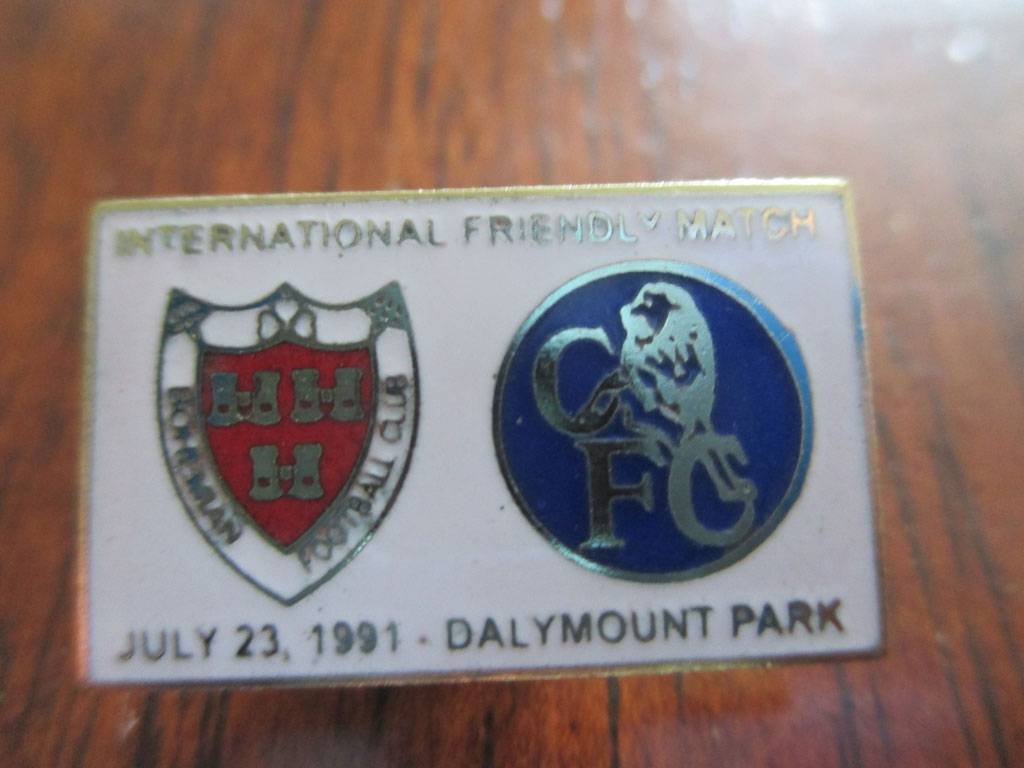 INTERNATIONAL FRIENDLY MATCH
BOHEMIAN
FOOTBALL CLUB
CFC
JULY 23, 1991 - DALYMOUNT PARK